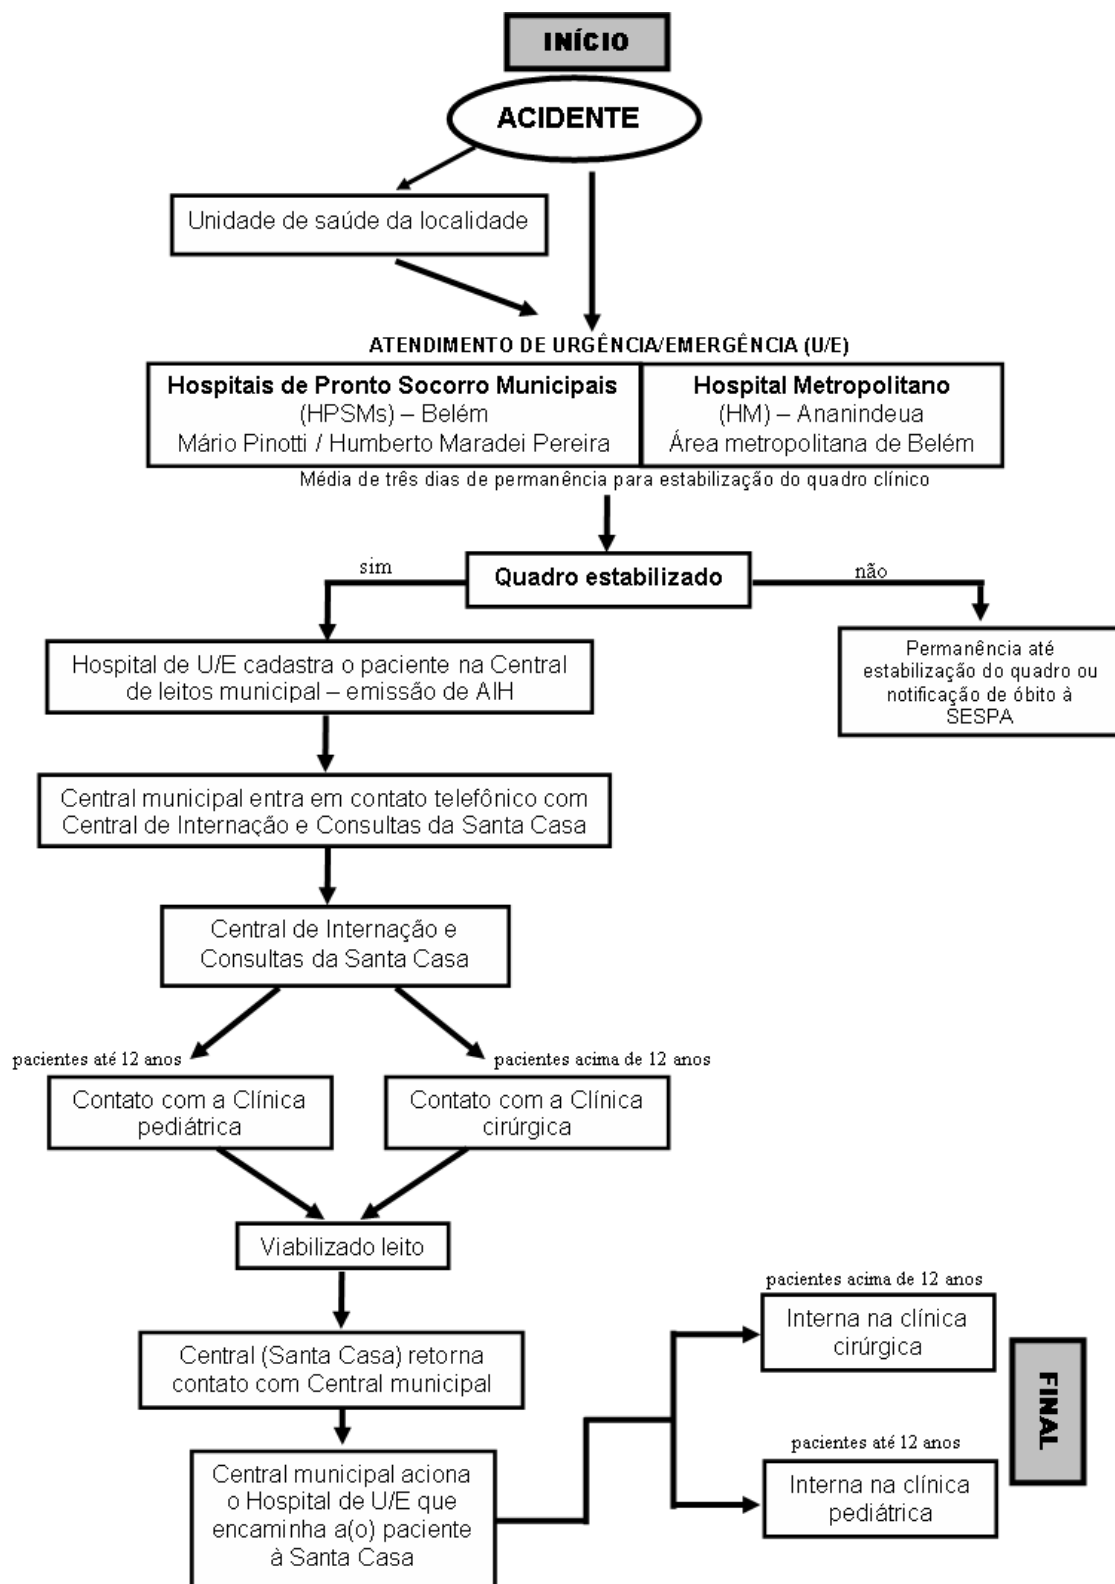 INÍCIO
ACIDENTE
Unidade de saúde da localidade
ATENDIMENTO DE URGÊNCIA/EMERGÊNCIA (U/E)
Hospitais de Pronto Socorro Municipais
(HPSMs) – Belém
Mário Pinotti / Humberto Maradei Pereira
Hospital Metropolitano
(HM) – Ananindeua
Área metropolitana de Belém
Média de três dias de permanência para estabilização do quadro clínico
sim
Quadro estabilizado
não
Hospital de U/E cadastra o paciente na Central
de leitos municipal – emissão de AIH
Permanência até
estabilização do quadro ou
notificação de óbito à
SESPA
Central municipal entra em contato telefônico com
Central de Internação e Consultas da Santa Casa
Central de Internação e
Consultas da Santa Casa
pacientes até 12 anos
pacientes acima de 12 anos
Contato com a Clínica
pediátrica
Contato com a Clínica
cirúrgica
Viabilizado leito
Central (Santa Casa) retorna
contato com Central municipal
Central municipal aciona
o Hospital de U/E que
encaminha a(o) paciente
à Santa Casa
pacientes acima de 12 anos
Interna na clínica
cirúrgica
pacientes até 12 anos
Interna na clínica
pediátrica
FINAL